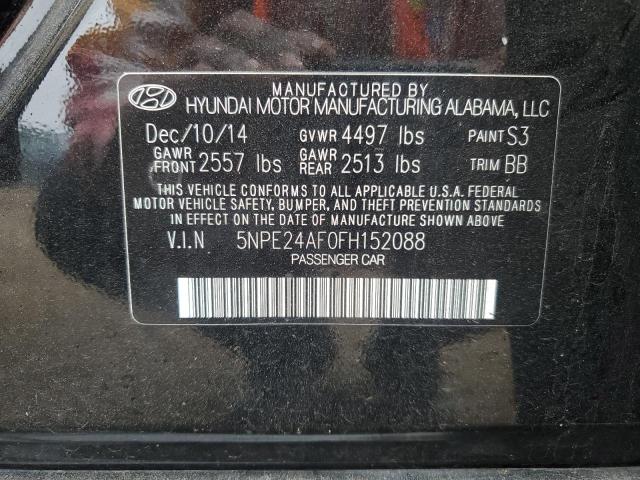 MANUFACTURED BY
HYUNDAI MOTOR MANUFACTURING ALABAMA, LLC
Dec/10/14 GVWR 4497 lbs PAINT S3
GAWR FRONT 2557 lbs GAWR REAR 2513 lbs TRIM BB
THIS VEHICLE CONFORMS TO ALL APPLICABLE U.S.A. FEDERAL
MOTOR VEHICLE SAFETY, BUMPER, AND THEFT PREVENTION STANDARDS
IN EFFECT ON THE DATE OF MANUFACTURE SHOWN ABOVE
V.I.N 5NPE24AF0FH152088
PASSENGER CAR